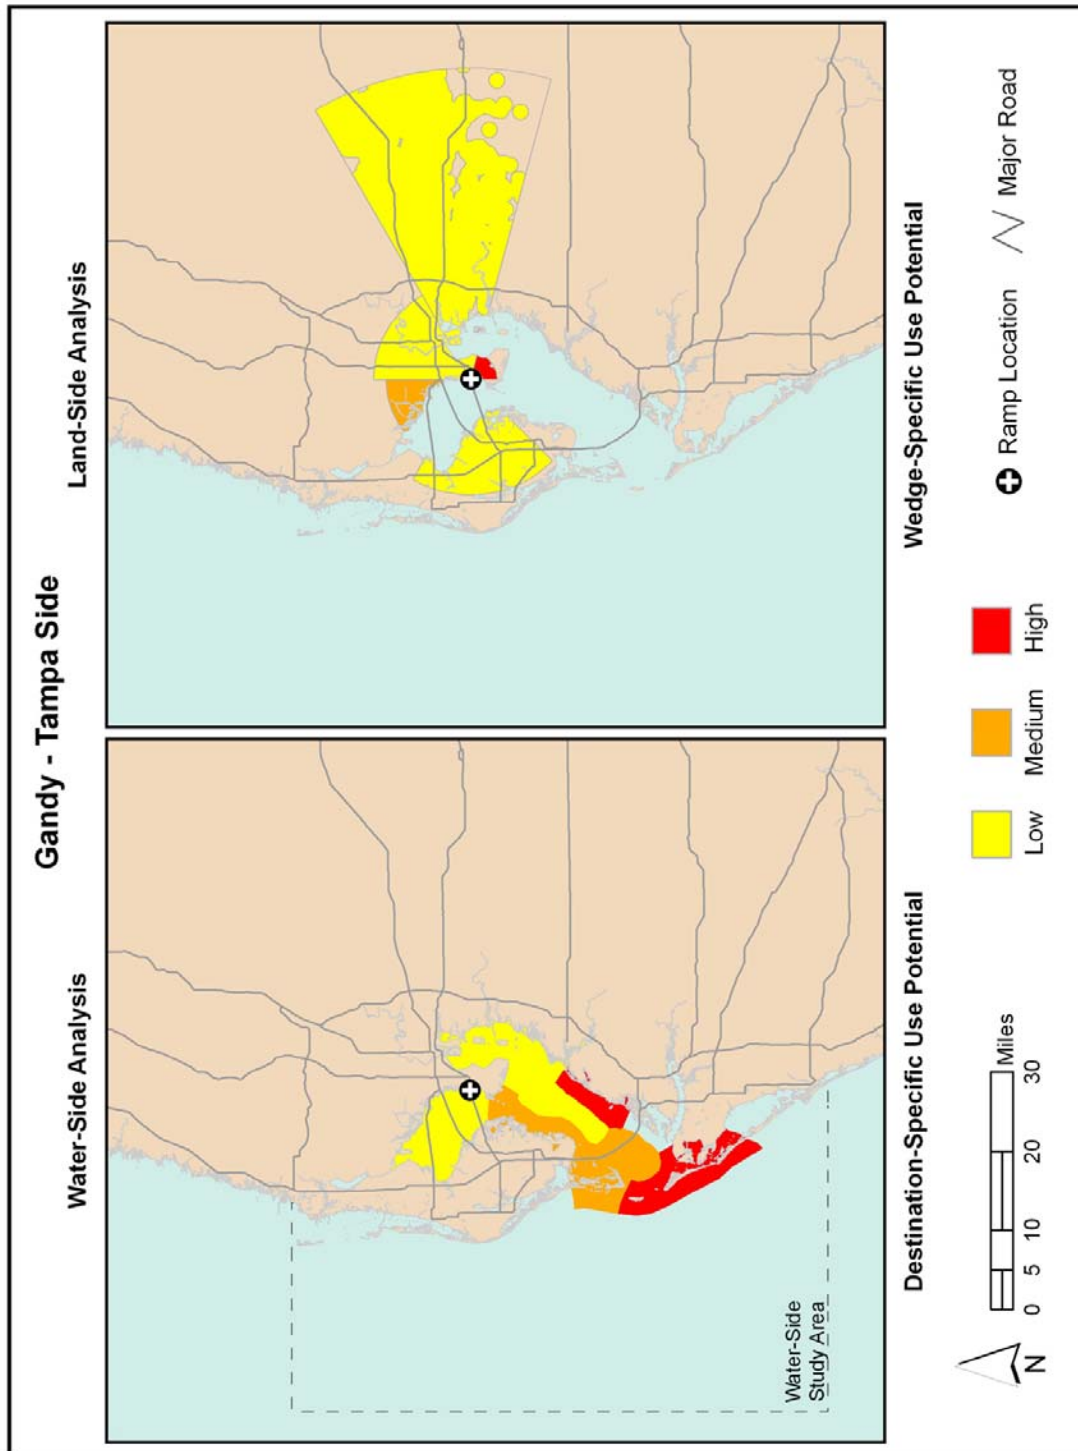 Gandy - Tampa Side
Water-Side Analysis
Land-Side Analysis
Water-Side
Study Area
Destination-Specific Use Potential
Wedge-Specific Use Potential
N
0 5 10 20 30
Miles
Low
Medium
High
Ramp Location
Major Road